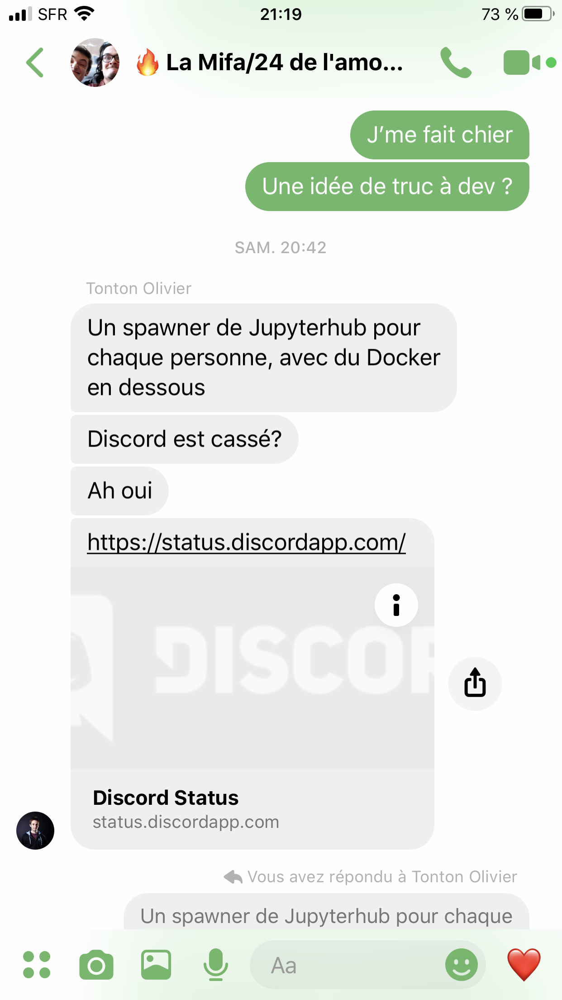 SFR 21:19 73 %
🔥 La Mifa/24 de l'amo...
J’me fait chier
Une idée de truc à dev ?
SAM. 20:42
Tonton Olivier
Un spawner de Jupyterhub pour
chaque personne, avec du Docker
en dessous
Discord est cassé?
Ah oui
https://status.discordapp.com/
DISCOR
Discord Status
status.discordapp.com
Vous avez répondu à Tonton Olivier
Un spawner de Jupyterhub pour chaque
Aa